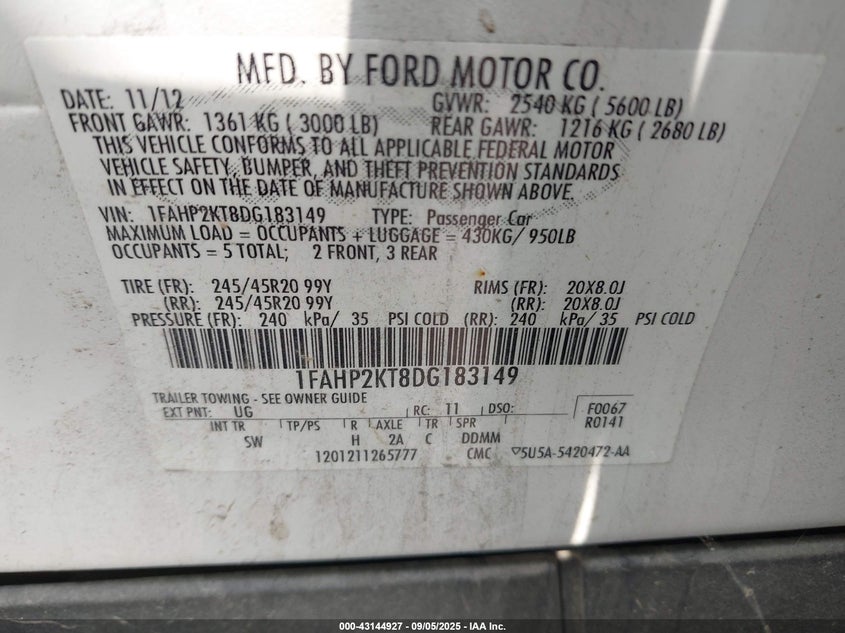 MFD. BY FORD MOTOR CO.
DATE: 11/12 GVWR: 2540 KG ( 5600 LB)
FRONT GAWR: 1361 KG ( 3000 LB) REAR GAWR: 1216 KG ( 2680 LB)
THIS VEHICLE CONFORMS TO ALL APPLICABLE FEDERAL MOTOR
VEHICLE SAFETY, BUMPER, AND THEFT PREVENTION STANDARDS
IN EFFECT ON THE DATE OF MANUFACTURE SHOWN ABOVE.
VIN: 1FAHP2KT8DG183149 TYPE: Passenger Car
MAXIMUM LOAD = OCCUPANTS + LUGGAGE = 430KG/ 950LB
OCCUPANTS = 5 TOTAL; 2 FRONT, 3 REAR
TIRE (FR): 245/45R20 99Y RIMS (FR): 20X8.0J
(RR): 245/45R20 99Y (RR): 20X8.0J
PRESSURE (FR): 240 kPa/ 35 PSI COLD (RR): 240 kPa/ 35 PSI COLD
1FAHP2KT8DG183149
TRAILER TOWING - SEE OWNER GUIDE
EXT PNT: UG RC: 11 DSO: F0067
INT TR TP/PS R AXLE TR SPR R0141
SW H 2A C DDMM
1201211265777 CMC 5U5A-5420472-AA
000-43144927 - 09/05/2025 - IAA Inc.